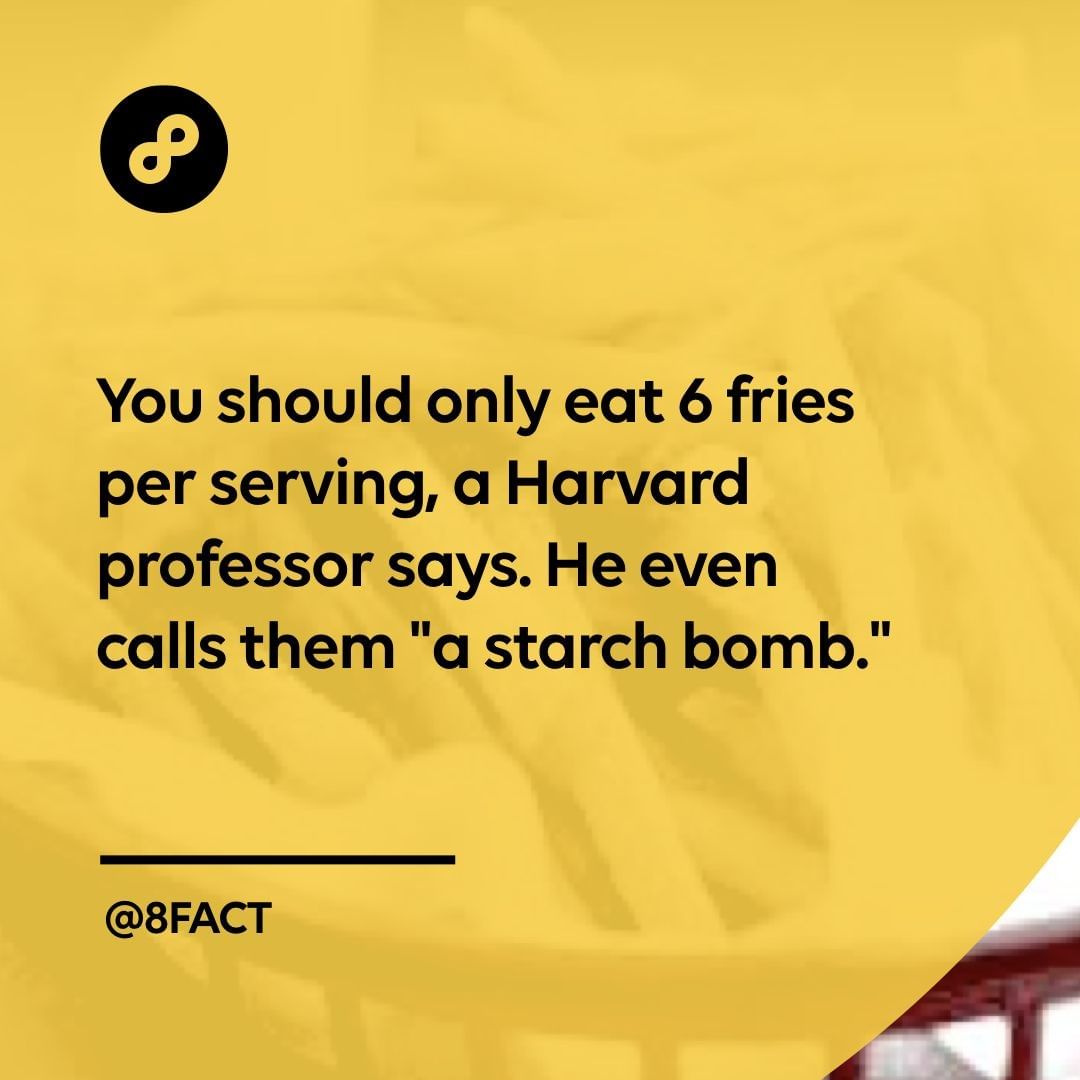 You should only eat 6 fries
per serving, a Harvard
professor says. He even
calls them "a starch bomb."
@8FACT